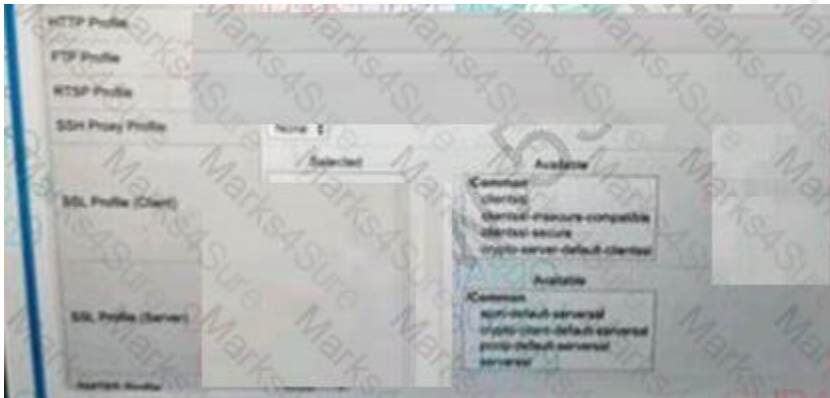 HTTP Profile
FTP Profile
RTSP Profile
SSH Proxy Profile
None
Selected
Available
/Common
clientssl
clientssl-insecure-compatible
clientssl-secure
crypto-server-default-clientssl
SSL Profile (Client)
Available
/Common
apm-default-serverssl
crypto-client-default-serverssl
pcoip-default-serverssl
serverssl
SSL Profile (Server)
Marks4Sure